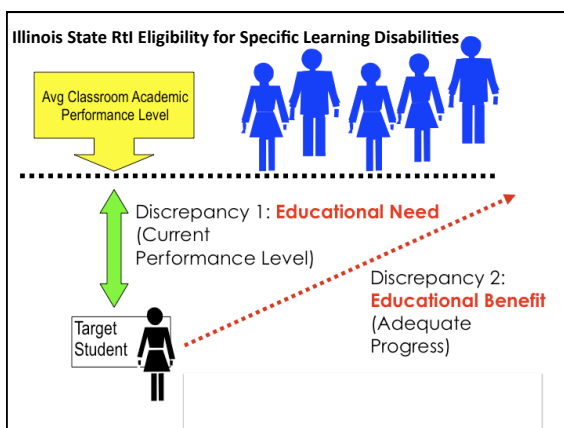 Illinois State RtI Eligibility for Specific Learning Disabilities
Avg Classroom Academic
Performance Level
Discrepancy 1: Educational Need
(Current
Performance Level)
Discrepancy 2:
Educational Benefit
(Adequate
Progress)
Target
Student